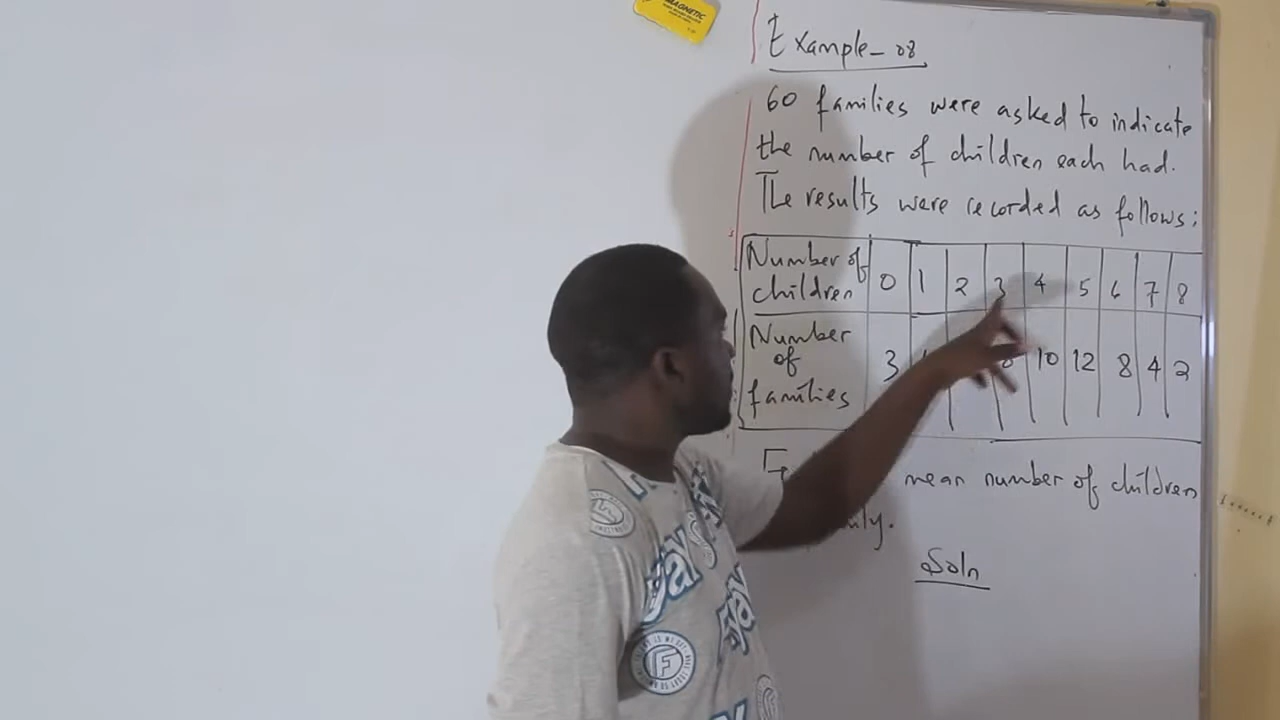 MAGNETIC
Example_08
60 families were asked to indicate
the number of children each had.
The results were recorded as follows:
Number of children 0 1 2 3 4 5 6 7 8
Number of families 3 10 12 8 4 2
mean number of children
Soln